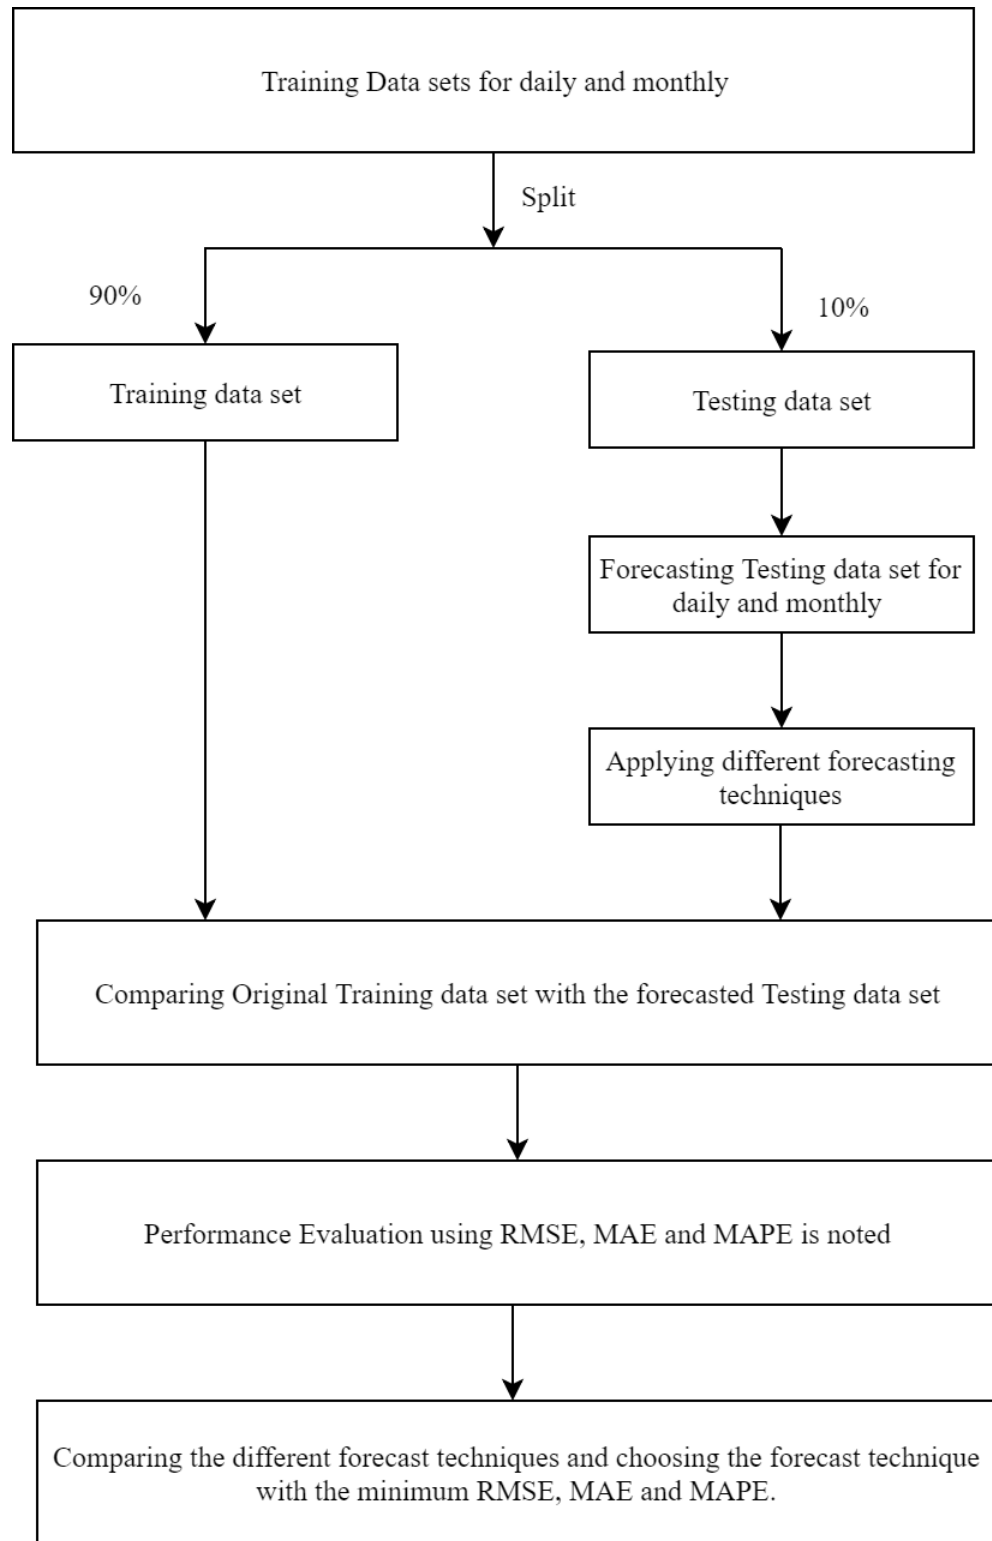 Training Data sets for daily and monthly
Split
90%
10%
Training data set
Testing data set
Forecasting Testing data set for
daily and monthly
Applying different forecasting
techniques
Comparing Original Training data set with the forecasted Testing data set
Performance Evaluation using RMSE, MAE and MAPE is noted
Comparing the different forecast techniques and choosing the forecast technique
with the minimum RMSE, MAE and MAPE.